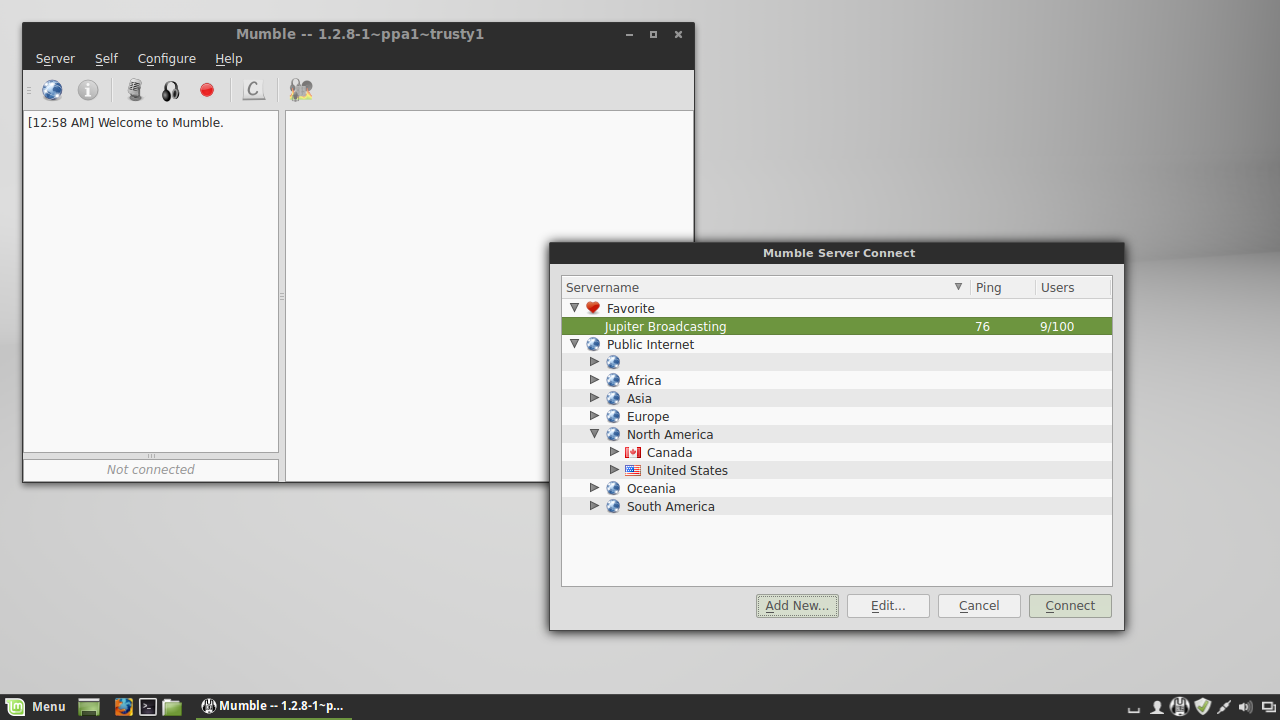 Mumble -- 1.2.8-1~ppa1~trusty1
Server Self Configure Help
C
[12:58 AM] Welcome to Mumble.
Not connected
Mumble Server Connect
Servername Ping Users
Favorite
Jupiter Broadcasting 76 9/100
Public Internet
Africa
Asia
Europe
North America
Canada
United States
Oceania
South America
Add New... Edit... Cancel Connect
Menu Mumble -- 1.2.8-1~p...